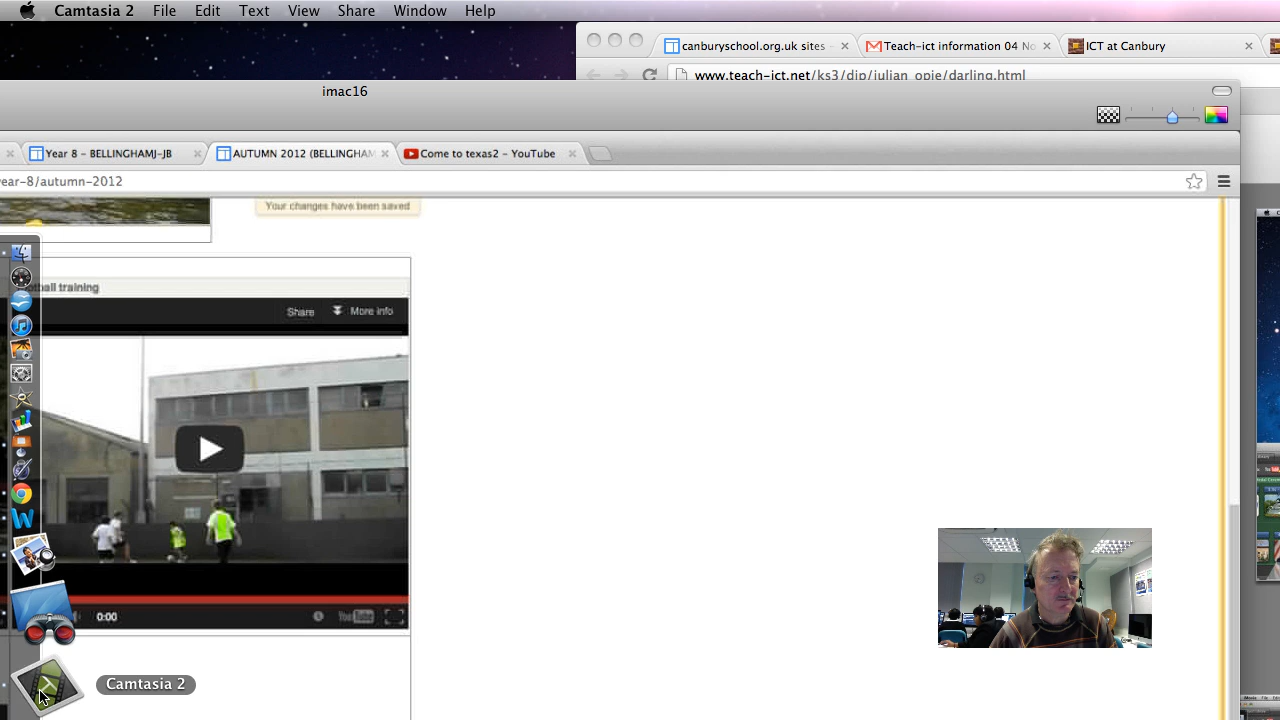 Camtasia 2 File Edit Text View Share Window Help
canburyschool.org.uk sites - Teach-ict information 04 No ICT at Canbury
www.teach-ict.net/ks3/dip/julian_opie/darling.html
imac16
Year 8 - BELLINGHAMJ-JB AUTUMN 2012 (BELLINGHAM Come to texas2 - YouTube
ear-8/autumn-2012
Your changes have been saved
tball training
Share More info
0:00 YouTube
Camtasia 2